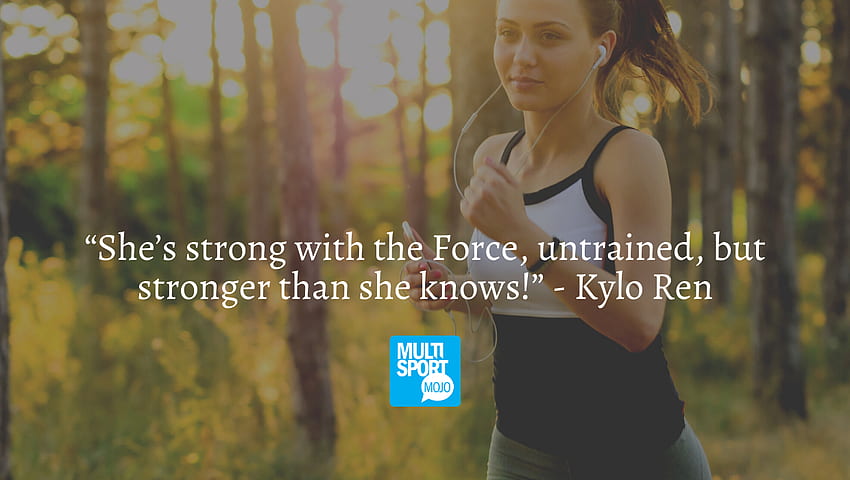 “She’s strong with the Force, untrained, but
stronger than she knows!” - Kylo Ren
MULTI
SPORT
MOJO